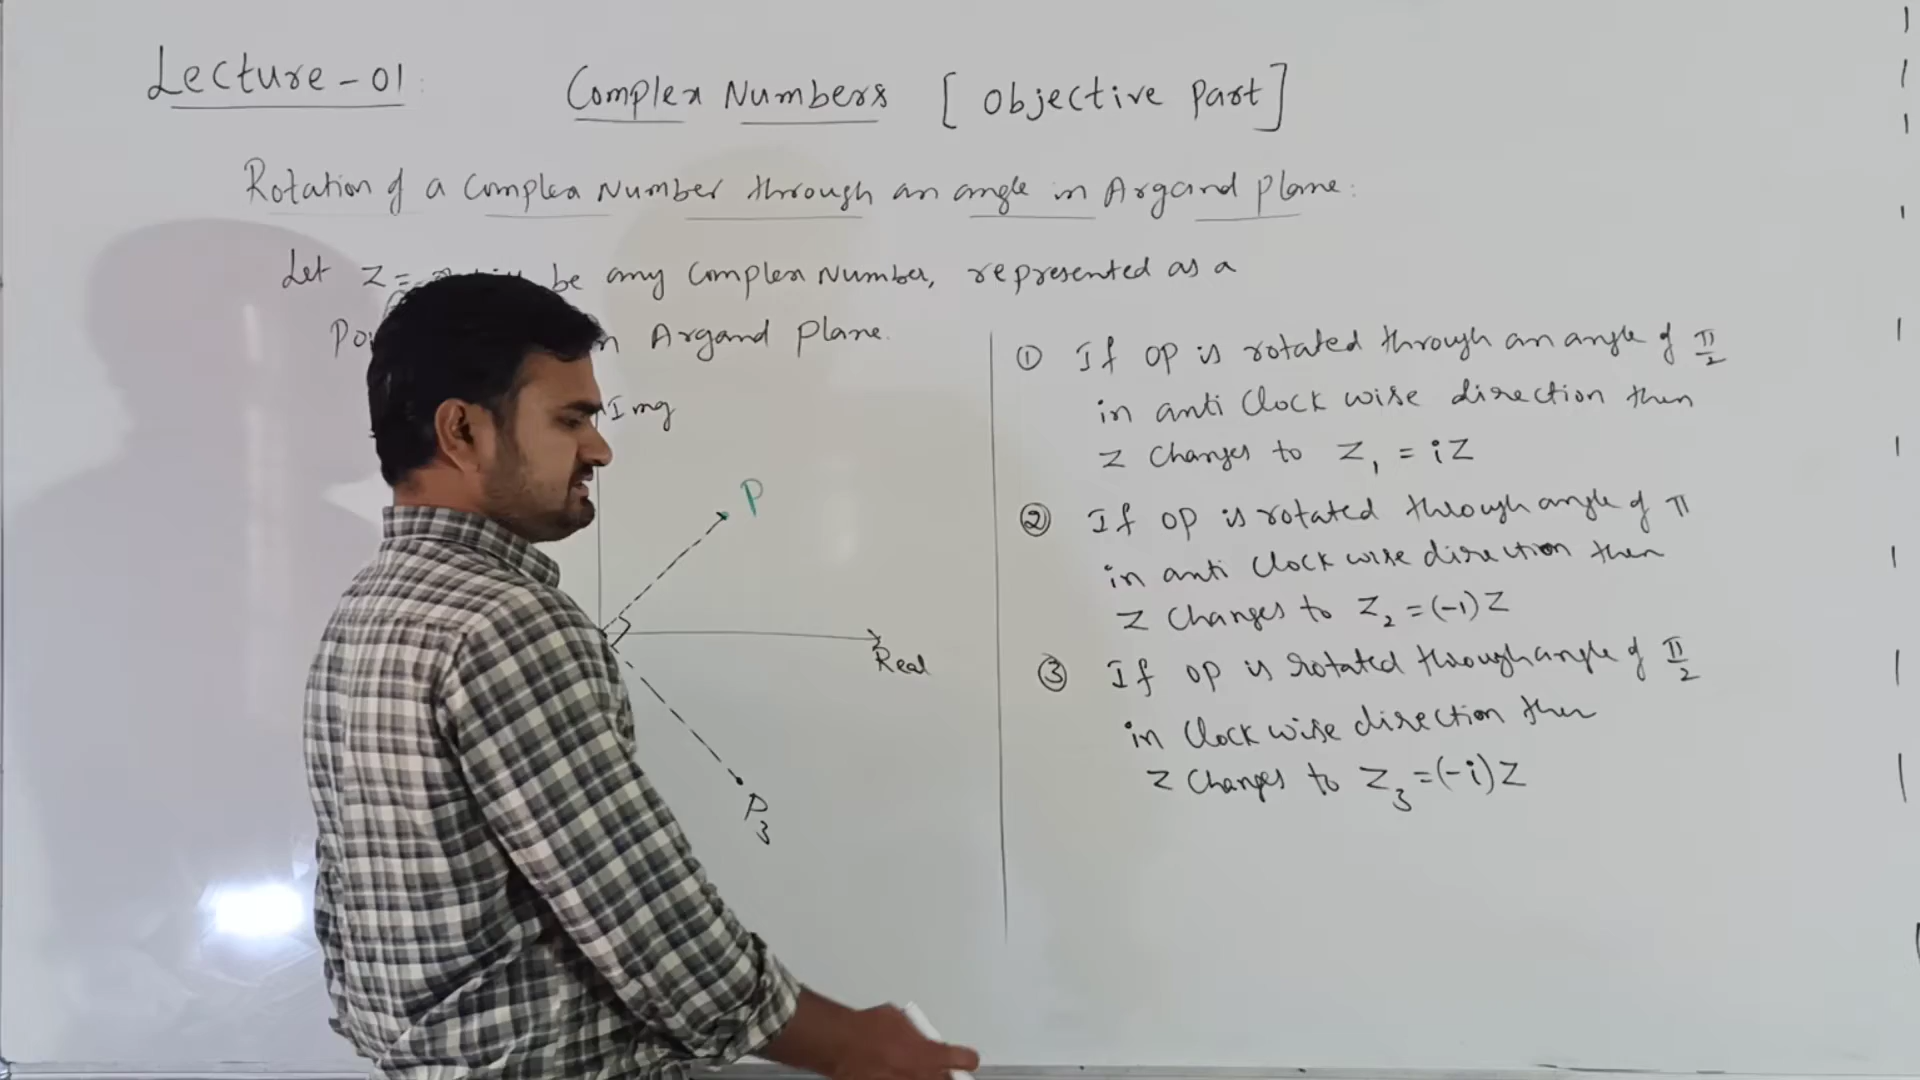 Lecture-01:
Complex Numbers [Objective Part]
Rotation of a Complex Number through an angle in Argand plane:
Let Z = be any Complex Number, represented as a
Argand plane.
Img
P
Real
P3
① If OP is rotated through an angle of π/2
in anti Clock wise direction then
Z Changes to Z₁ = iZ
② If OP is rotated through angle of π
in anti Clock wise direction then
Z Changes to Z₂ = (-1)Z
③ If OP is rotated through angle of π/2
in Clock wise direction then
Z Changes to Z₃ = (-i)Z